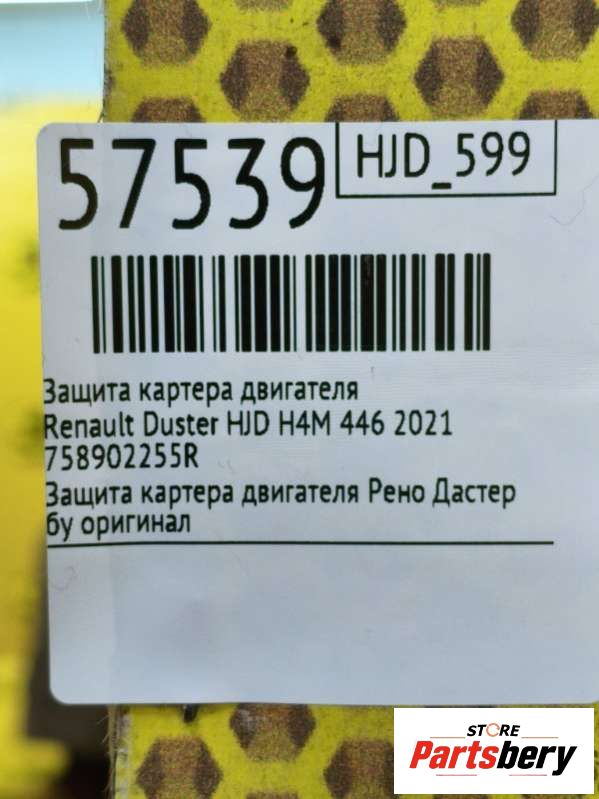 57539
HJD_599
Защита картера двигателя
Renault Duster HJD H4M 446 2021
758902255R
Защита картера двигателя Рено Дастер
бу оригинал
STORE
Partsbery